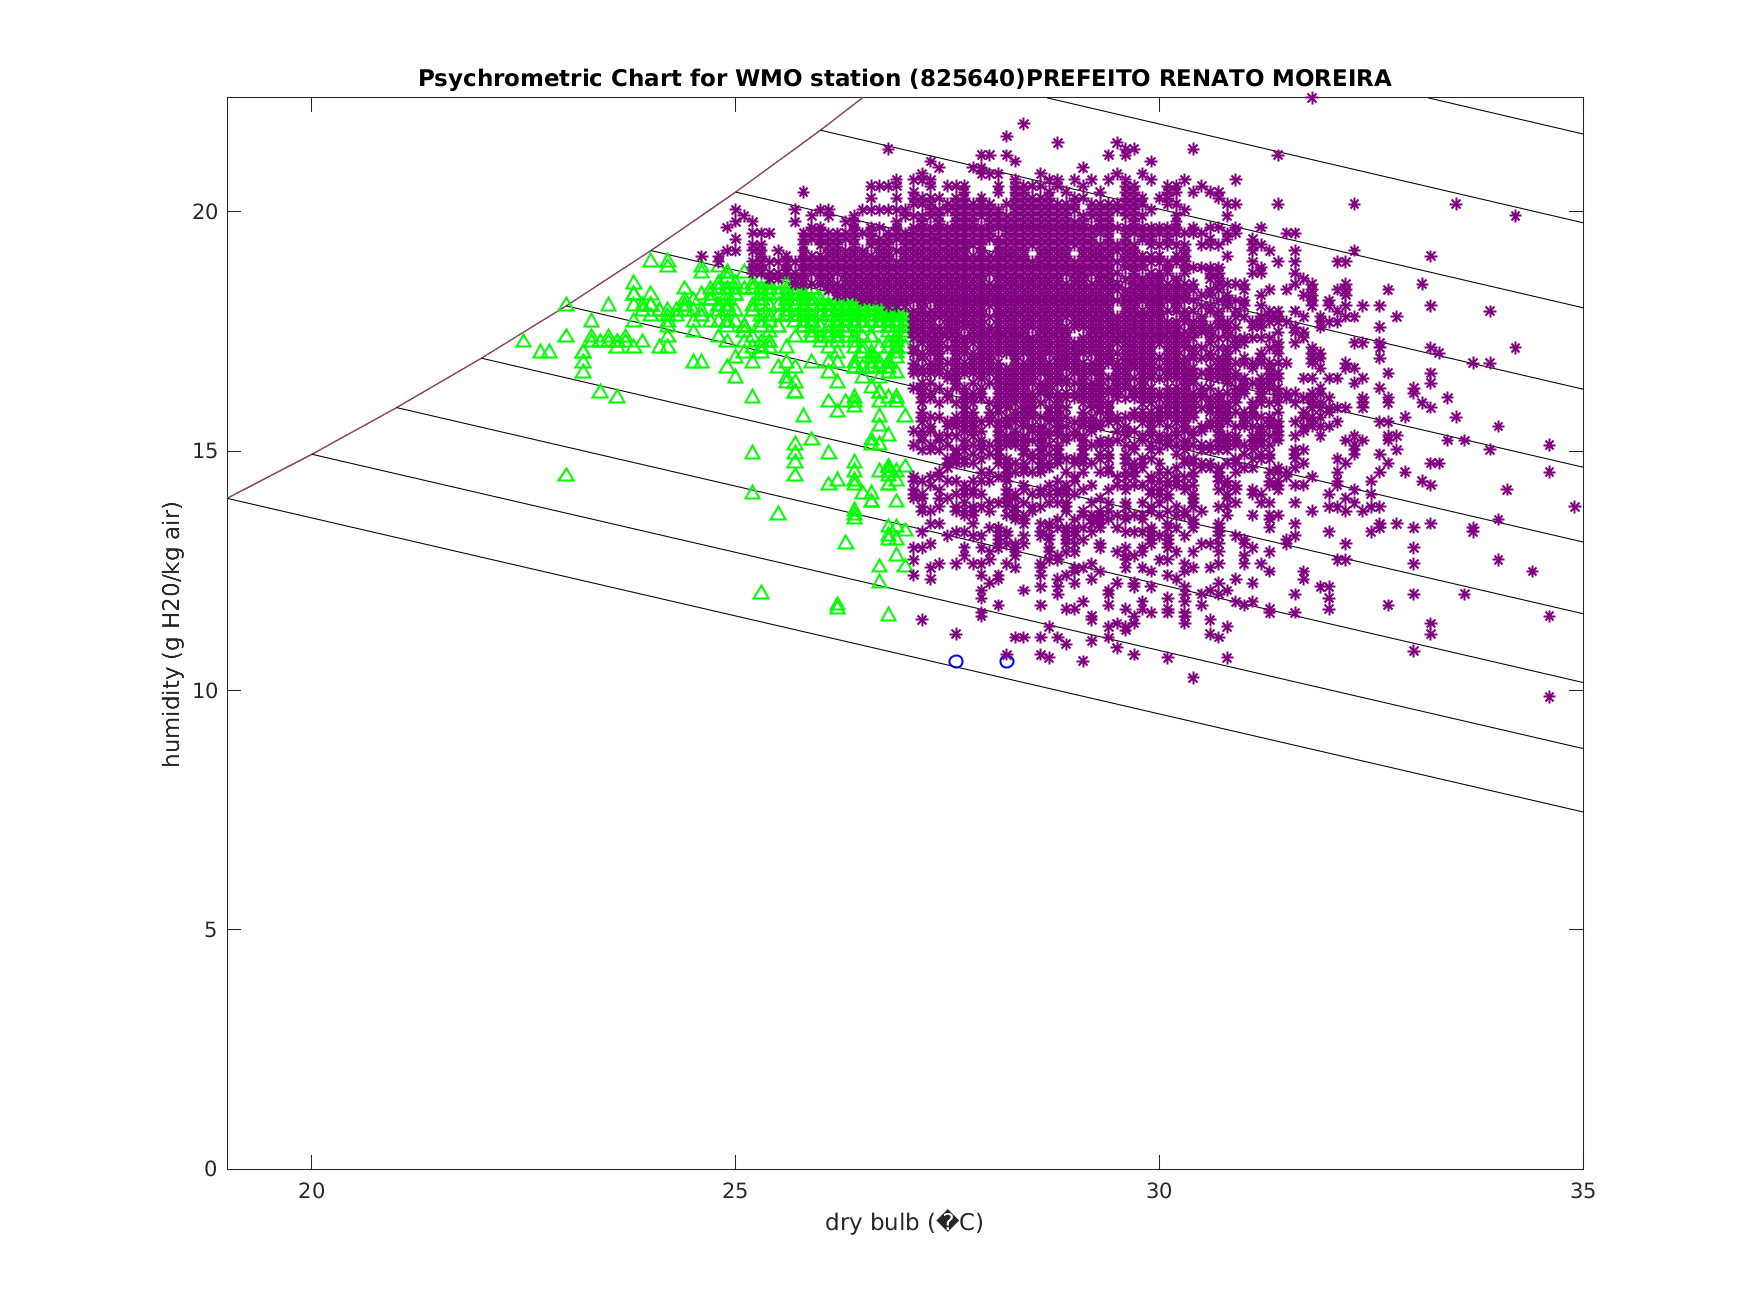 Psychrometric Chart for WMO station (825640)PREFEITO RENATO MOREIRA
20
15
10
5
0
humidity (g H20/kg air)
20 25 30 35
dry bulb (�C)